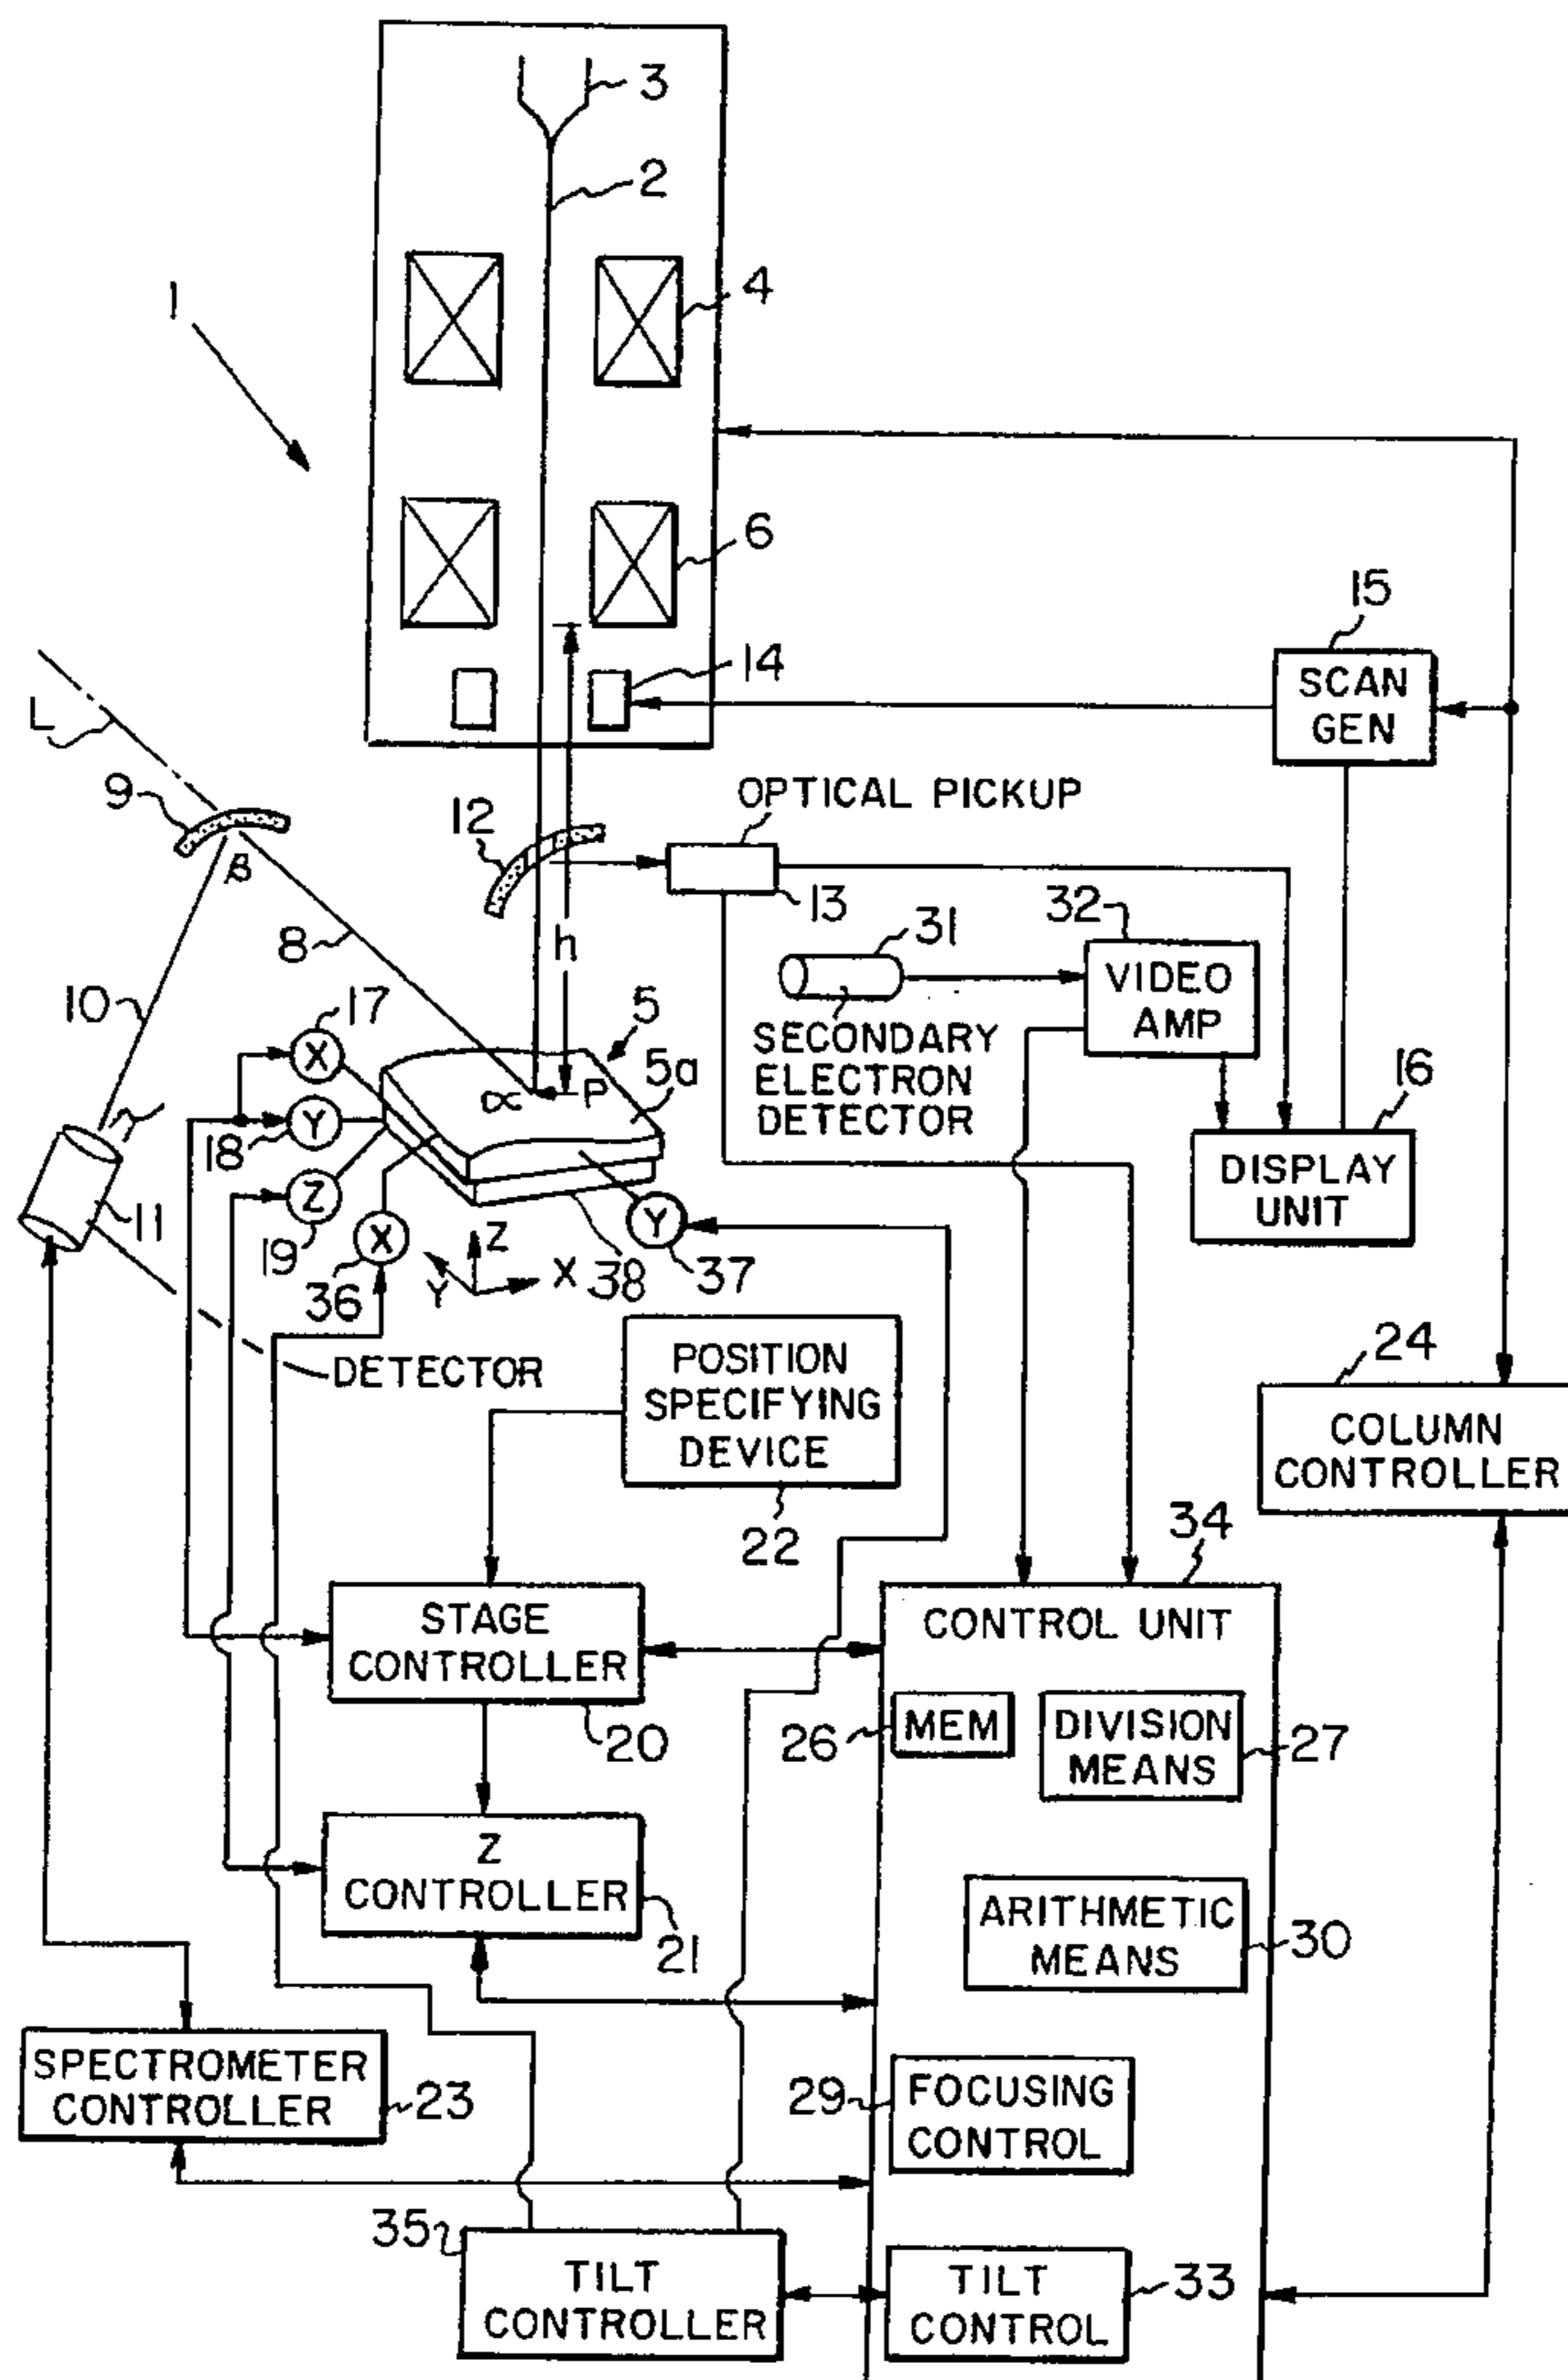 3
2
4
1
6
15
SCAN
GEN
14
L
9
12
OPTICAL PICKUP
β
13
32
31
h
8
VIDEO
AMP
10
17
5
SECONDARY
ELECTRON
DETECTOR
X
5a
16
α
P
Y
18
DISPLAY
UNIT
Z
11
Y
19
X
Z
X
38
37
36
Y
24
DETECTOR
POSITION
SPECIFYING
DEVICE
COLUMN
CONTROLLER
22
34
STAGE
CONTROLLER
CONTROL UNIT
20
26
MEM
DIVISION
MEANS
27
Z
CONTROLLER
21
ARITHMETIC
MEANS
30
SPECTROMETER
CONTROLLER
23
29
FOCUSING
CONTROL
35
TILT
CONTROLLER
TILT
CONTROL
33